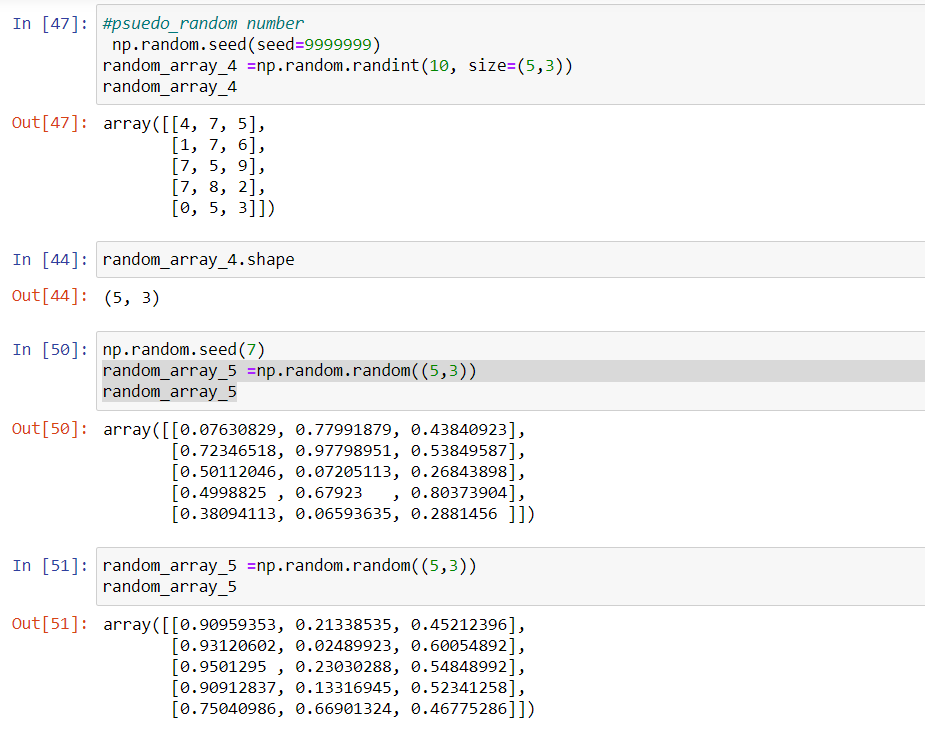 In [47]: #psuedo_random number
np.random.seed(seed=9999999)
random_array_4 =np.random.randint(10, size=(5,3))
random_array_4
Out[47]: array([[4, 7, 5],
[1, 7, 6],
[7, 5, 9],
[7, 8, 2],
[0, 5, 3]])
In [44]: random_array_4.shape
Out[44]: (5, 3)
In [50]: np.random.seed(7)
random_array_5 =np.random.random((5,3))
random_array_5
Out[50]: array([[0.07630829, 0.77991879, 0.43840923],
[0.72346518, 0.97798951, 0.53849587],
[0.50112046, 0.07205113, 0.26843898],
[0.4998825 , 0.67923   , 0.80373904],
[0.38094113, 0.06593635, 0.2881456 ]])
In [51]: random_array_5 =np.random.random((5,3))
random_array_5
Out[51]: array([[0.90959353, 0.21338535, 0.45212396],
[0.93120602, 0.02489923, 0.60054892],
[0.9501295 , 0.23030288, 0.54848992],
[0.90912837, 0.13316945, 0.52341258],
[0.75040986, 0.66901324, 0.46775286]])